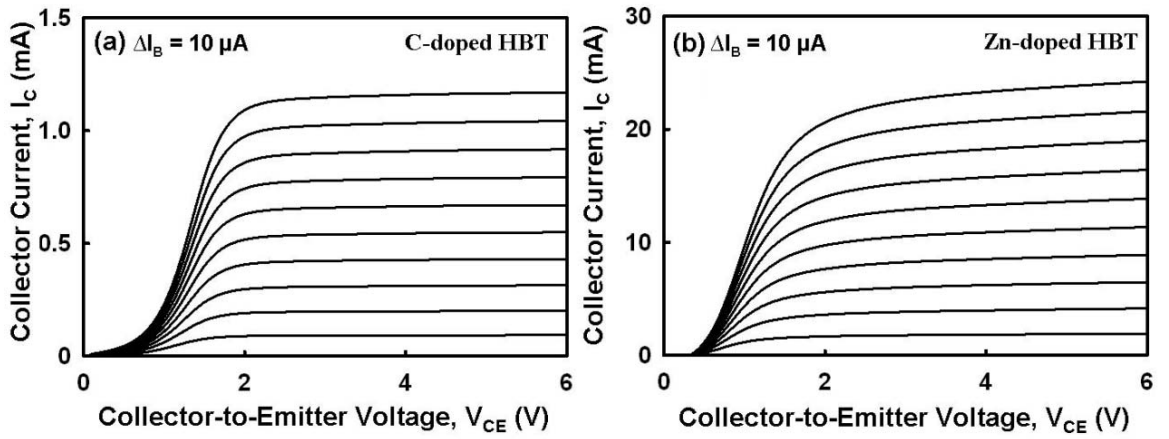 (a) ΔI_B = 10 µA C-doped HBT
Collector Current, I_C (mA)
1.5
1.0
0.5
0
0 2 4 6
Collector-to-Emitter Voltage, V_CE (V)
(b) ΔI_B = 10 µA Zn-doped HBT
Collector Current, I_C (mA)
30
20
10
0
0 2 4 6
Collector-to-Emitter Voltage, V_CE (V)